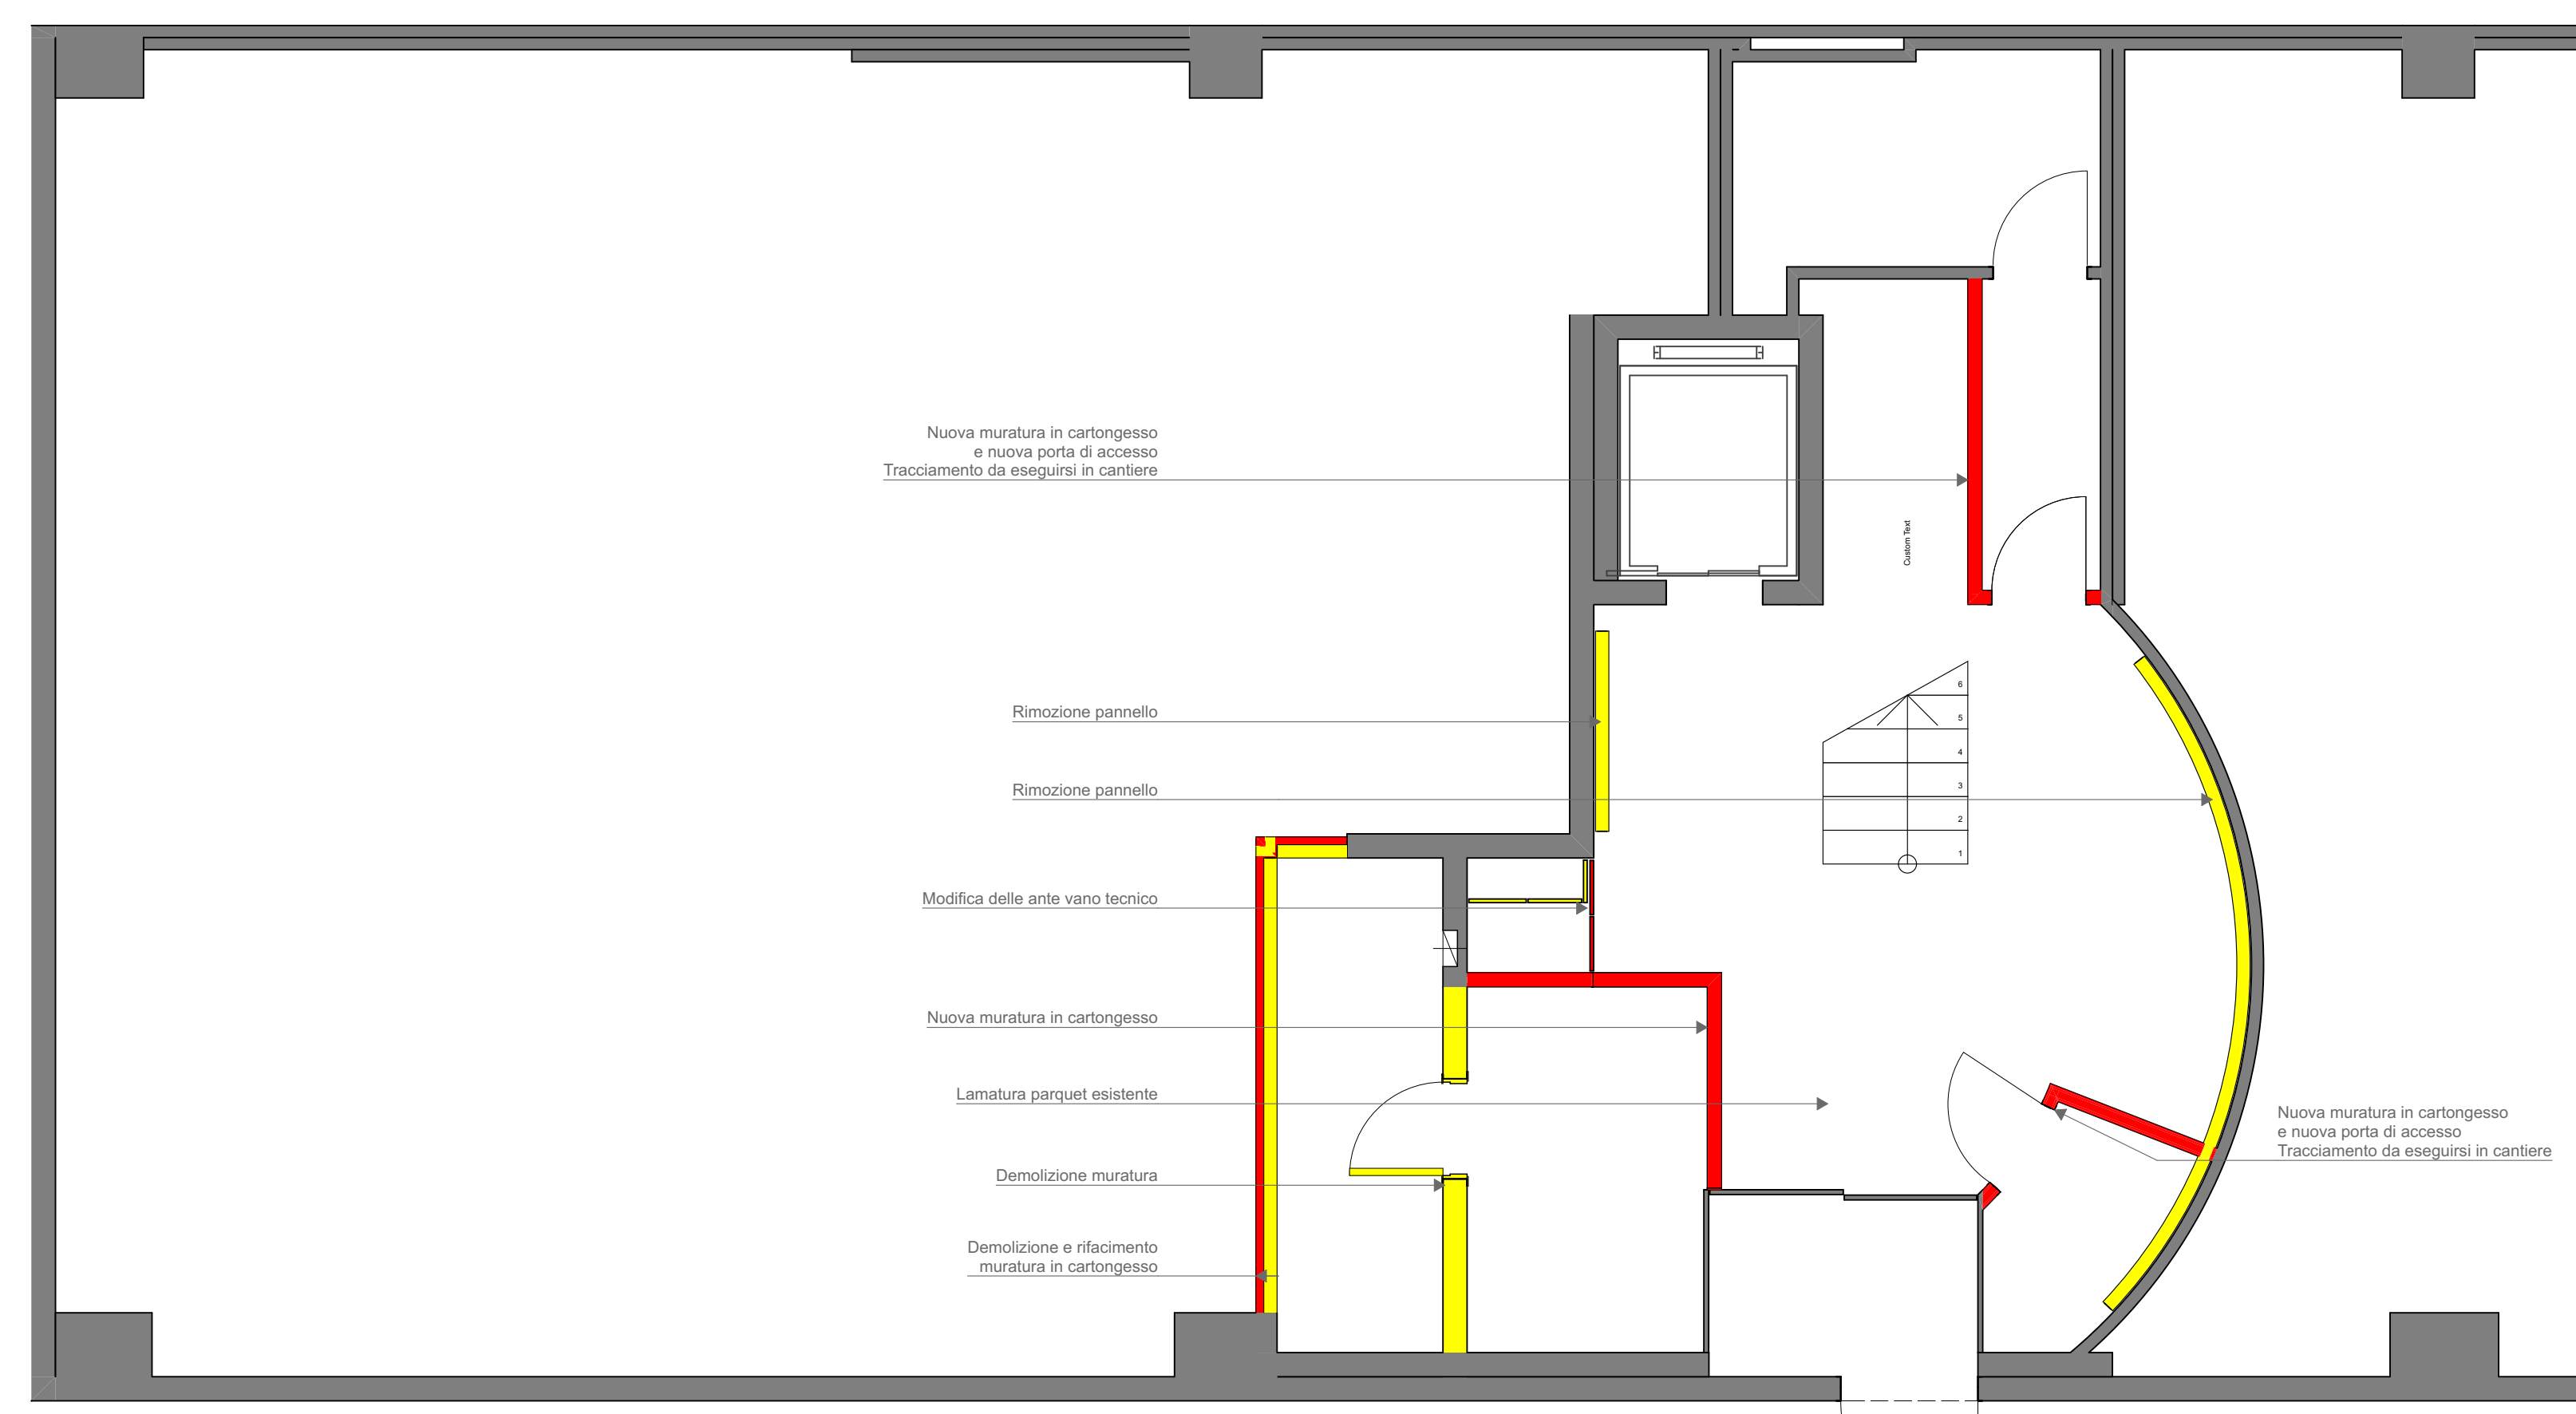 Nuova muratura in cartongesso
e nuova porta di accesso
Tracciamento da eseguirsi in cantiere
Custom Text
6
5
4
3
2
1
Rimozione pannello
Rimozione pannello
Modifica delle ante vano tecnico
Nuova muratura in cartongesso
Lamatura parquet esistente
Demolizione muratura
Demolizione e rifacimento
muratura in cartongesso
Nuova muratura in cartongesso
e nuova porta di accesso
Tracciamento da eseguirsi in cantiere